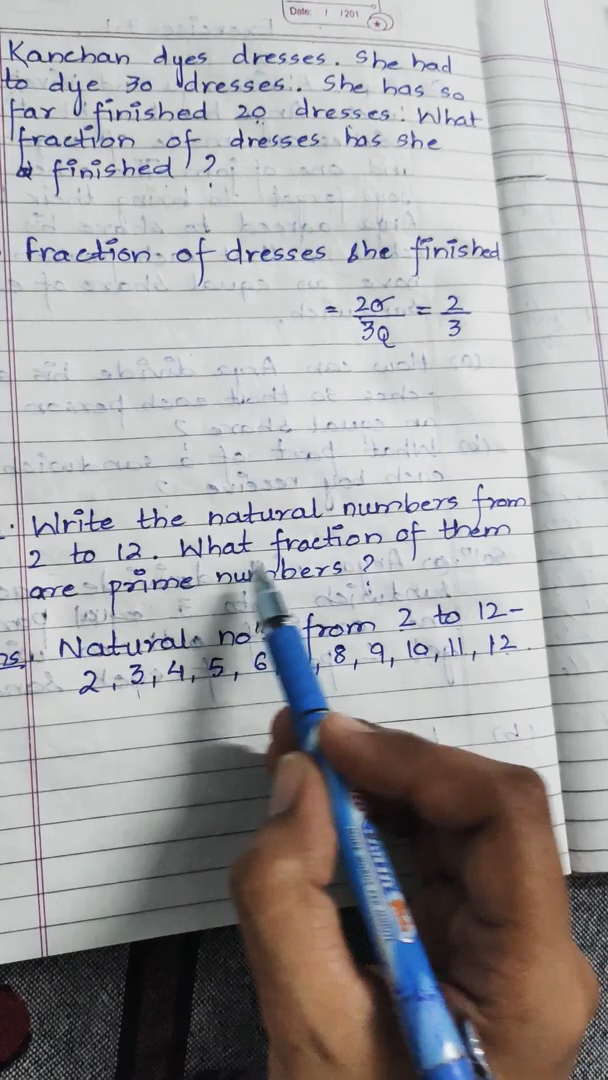 Date: / /201
Kanchan dyes dresses. She had
to dye 30 dresses. She has so
far finished 20 dresses. What
fraction of dresses has she
finished ?
fraction of dresses she finished
= 20/30 = 2/3
Write the natural numbers from
2 to 12. What fraction of them
are prime numbers ?
Natural no from 2 to 12-
2, 3, 4, 5, 6, 8, 9, 10, 11, 12